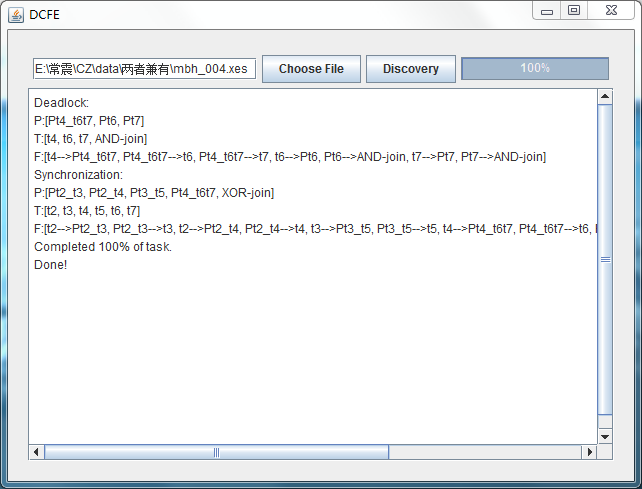 DCFE
E:\常震\CZ\data\两者兼有\mbh_004.xes
Choose File
Discovery
100%
Deadlock:
P:[Pt4_t6t7, Pt6, Pt7]
T:[t4, t6, t7, AND-join]
F:[t4-->Pt4_t6t7, Pt4_t6t7-->t6, Pt4_t6t7-->t7, t6-->Pt6, Pt6-->AND-join, t7-->Pt7, Pt7-->AND-join]
Synchronization:
P:[Pt2_t3, Pt2_t4, Pt3_t5, Pt4_t6t7, XOR-join]
T:[t2, t3, t4, t5, t6, t7]
F:[t2-->Pt2_t3, Pt2_t3-->t3, t2-->Pt2_t4, Pt2_t4-->t4, t3-->Pt3_t5, Pt3_t5-->t5, t4-->Pt4_t6t7, Pt4_t6t7-->t6,
Completed 100% of task.
Done!